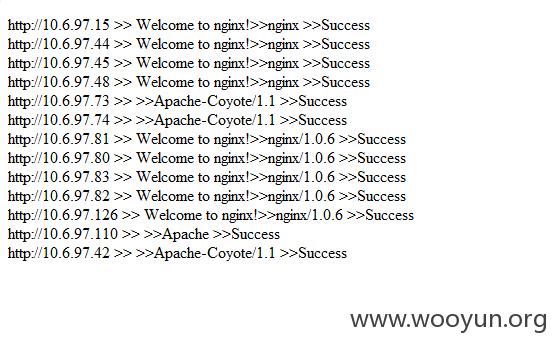 http://10.6.97.15 >> Welcome to nginx!>>nginx >>Success
http://10.6.97.44 >> Welcome to nginx!>>nginx >>Success
http://10.6.97.45 >> Welcome to nginx!>>nginx >>Success
http://10.6.97.48 >> Welcome to nginx!>>nginx >>Success
http://10.6.97.73 >> >>Apache-Coyote/1.1 >>Success
http://10.6.97.74 >> >>Apache-Coyote/1.1 >>Success
http://10.6.97.81 >> Welcome to nginx!>>nginx/1.0.6 >>Success
http://10.6.97.80 >> Welcome to nginx!>>nginx/1.0.6 >>Success
http://10.6.97.83 >> Welcome to nginx!>>nginx/1.0.6 >>Success
http://10.6.97.82 >> Welcome to nginx!>>nginx/1.0.6 >>Success
http://10.6.97.126 >> Welcome to nginx!>>nginx/1.0.6 >>Success
http://10.6.97.110 >> >>Apache >>Success
http://10.6.97.42 >> >>Apache-Coyote/1.1 >>Success
www.wooyun.org